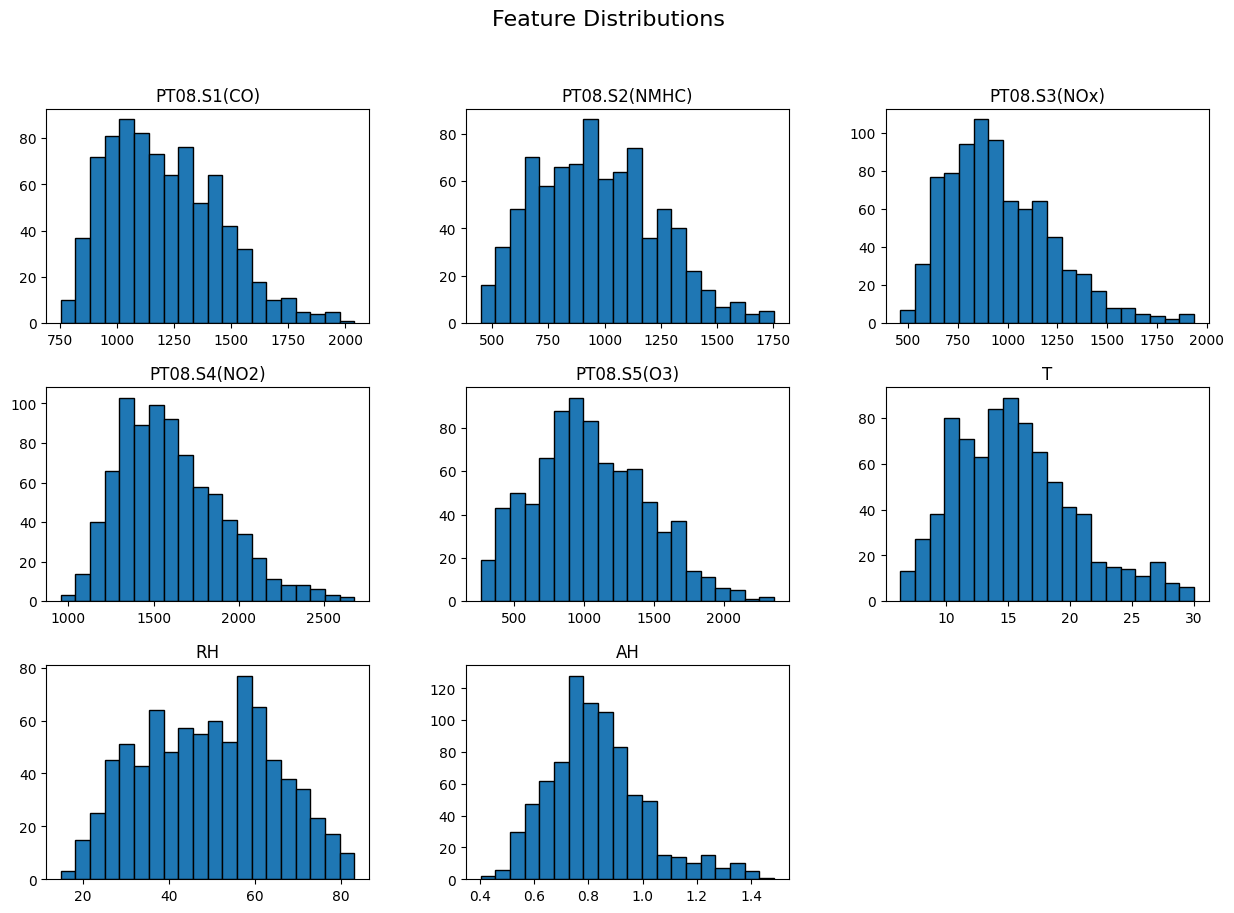 Feature Distributions
PT08.S1(CO)
80
60
40
20
0
750 1000 1250 1500 1750 2000
PT08.S2(NMHC)
80
60
40
20
0
500 750 1000 1250 1500 1750
PT08.S3(NOx)
100
80
60
40
20
0
500 750 1000 1250 1500 1750 2000
PT08.S4(NO2)
100
80
60
40
20
0
1000 1500 2000 2500
PT08.S5(O3)
80
60
40
20
0
500 1000 1500 2000
T
80
60
40
20
0
10 15 20 25 30
RH
80
60
40
20
0
20 40 60 80
AH
120
100
80
60
40
20
0
0.4 0.6 0.8 1.0 1.2 1.4